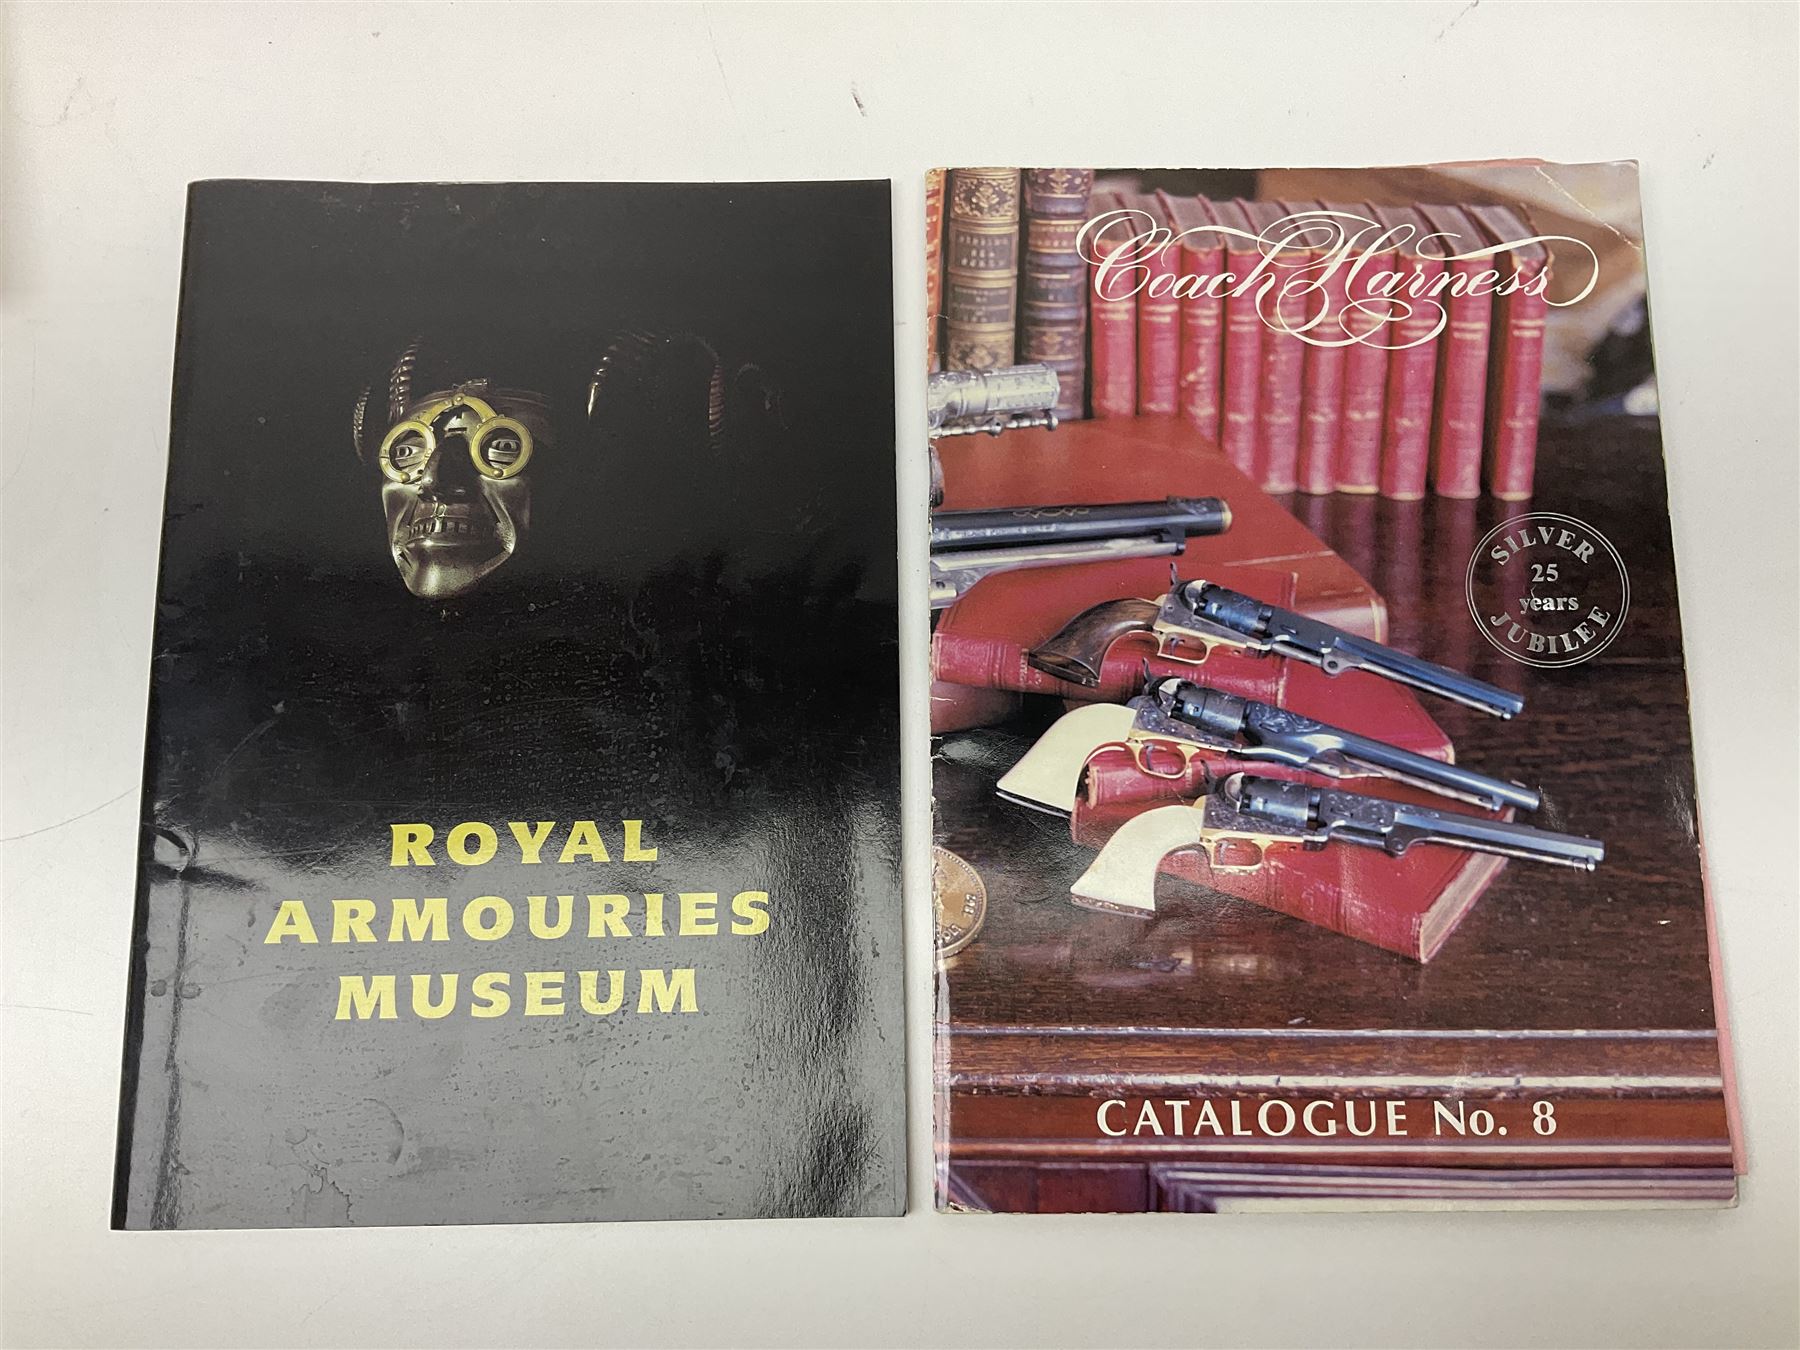 ROYAL
ARMOURIES
MUSEUM
Coach Harness
SILVER
25
years
JUBILEE
CATALOGUE No. 8